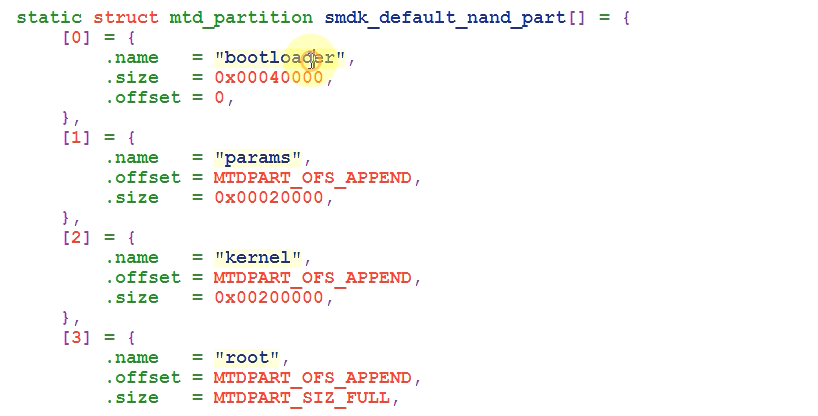 static struct mtd_partition smdk_default_nand_part[] = {
    [0] = {
        .name   = "bootloader",
        .size   = 0x00040000,
        .offset = 0,
    },
    [1] = {
        .name   = "params",
        .offset = MTDPART_OFS_APPEND,
        .size   = 0x00020000,
    },
    [2] = {
        .name   = "kernel",
        .offset = MTDPART_OFS_APPEND,
        .size   = 0x00200000,
    },
    [3] = {
        .name   = "root",
        .offset = MTDPART_OFS_APPEND,
        .size   = MTDPART_SIZ_FULL,